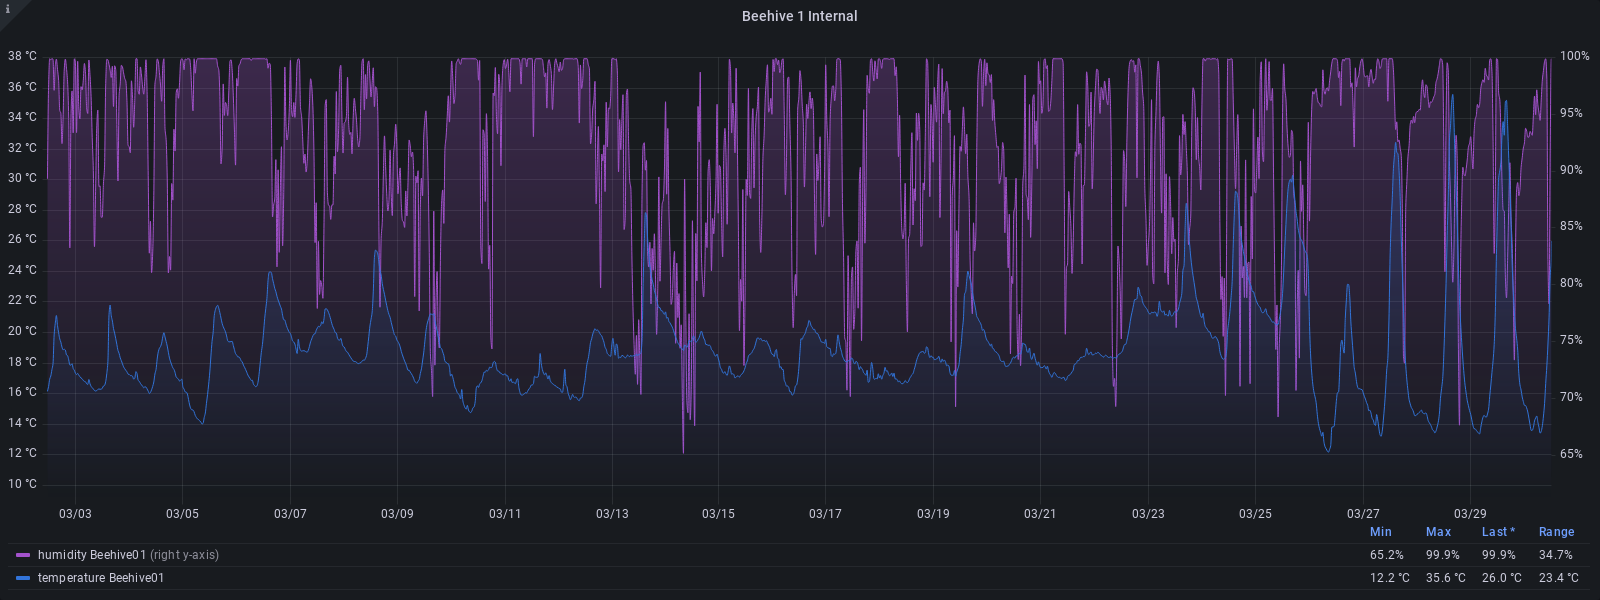 i
Beehive 1 Internal
38 °C 100%
36 °C 95%
34 °C 90%
32 °C 85%
30 °C 80%
28 °C 75%
26 °C 70%
24 °C 65%
22 °C
20 °C
18 °C
16 °C
14 °C
12 °C
10 °C
03/03 03/05 03/07 03/09 03/11 03/13 03/15 03/17 03/19 03/21 03/23 03/25 03/27 03/29
Min Max Last * Range
humidity Beehive01 (right y-axis) 65.2% 99.9% 99.9% 34.7%
temperature Beehive01 12.2 °C 35.6 °C 26.0 °C 23.4 °C